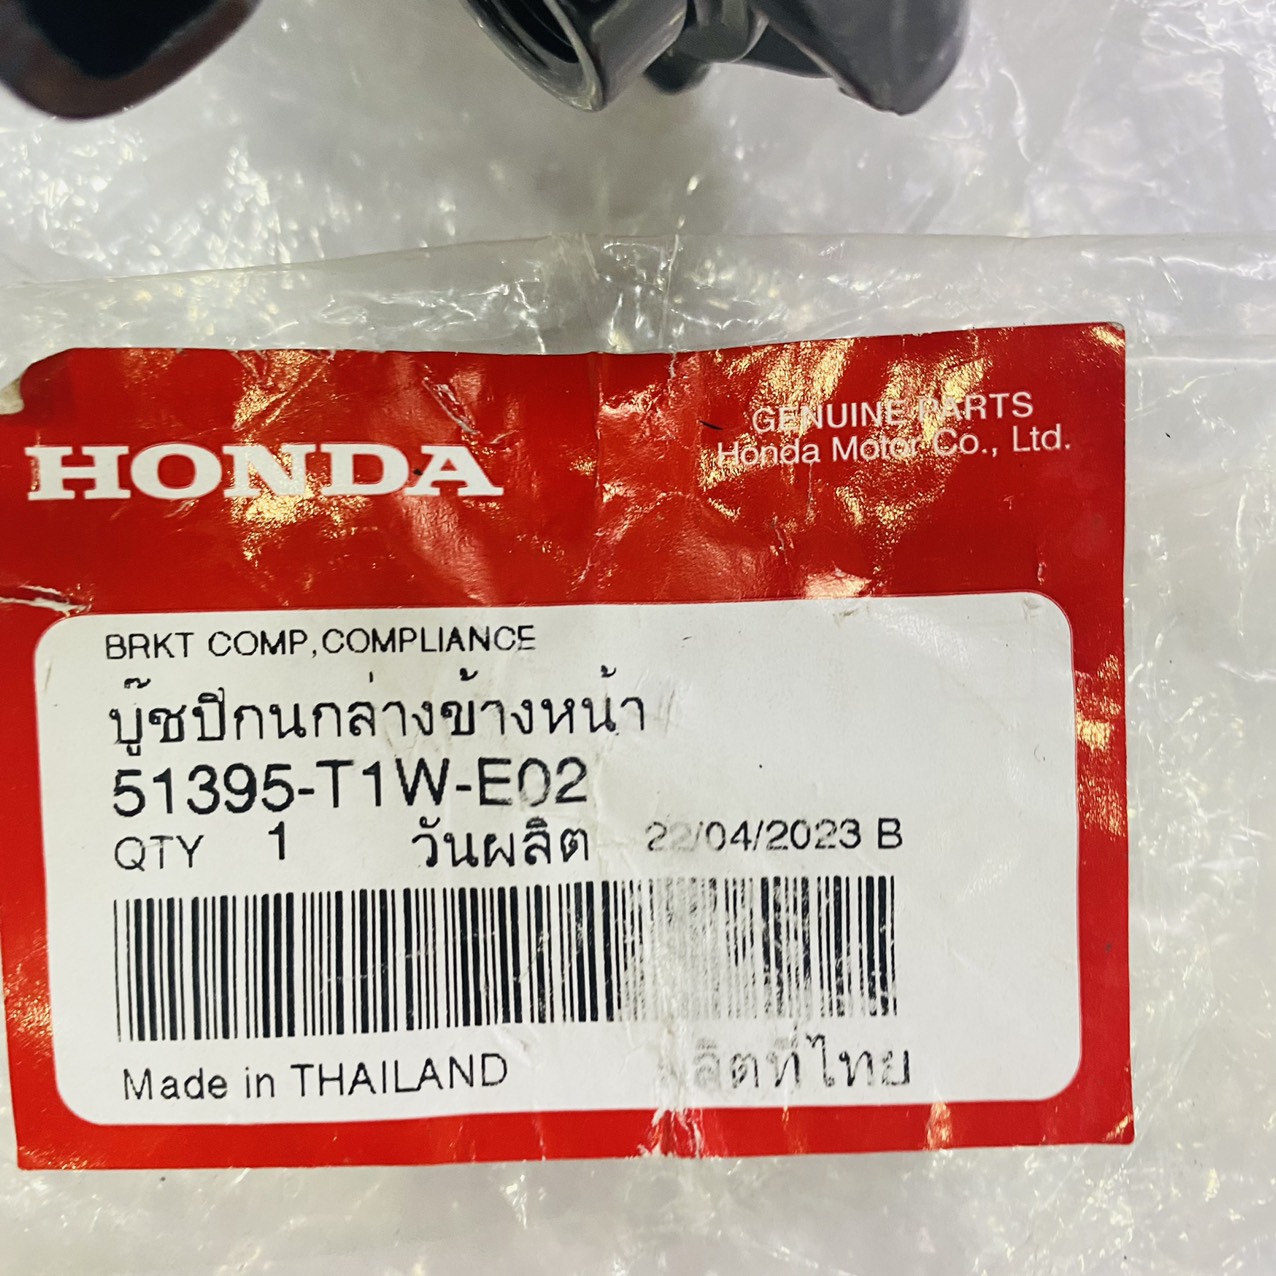 HONDA
GENUINE PARTS
Honda Motor Co., Ltd.
BRKT COMP,COMPLIANCE
บู๊ชปีกนกล่างข้างหน้า
51395-T1W-E02
QTY 1 วันผลิต 22/04/2023 B
Made in THAILAND
ลิตที่ไทย